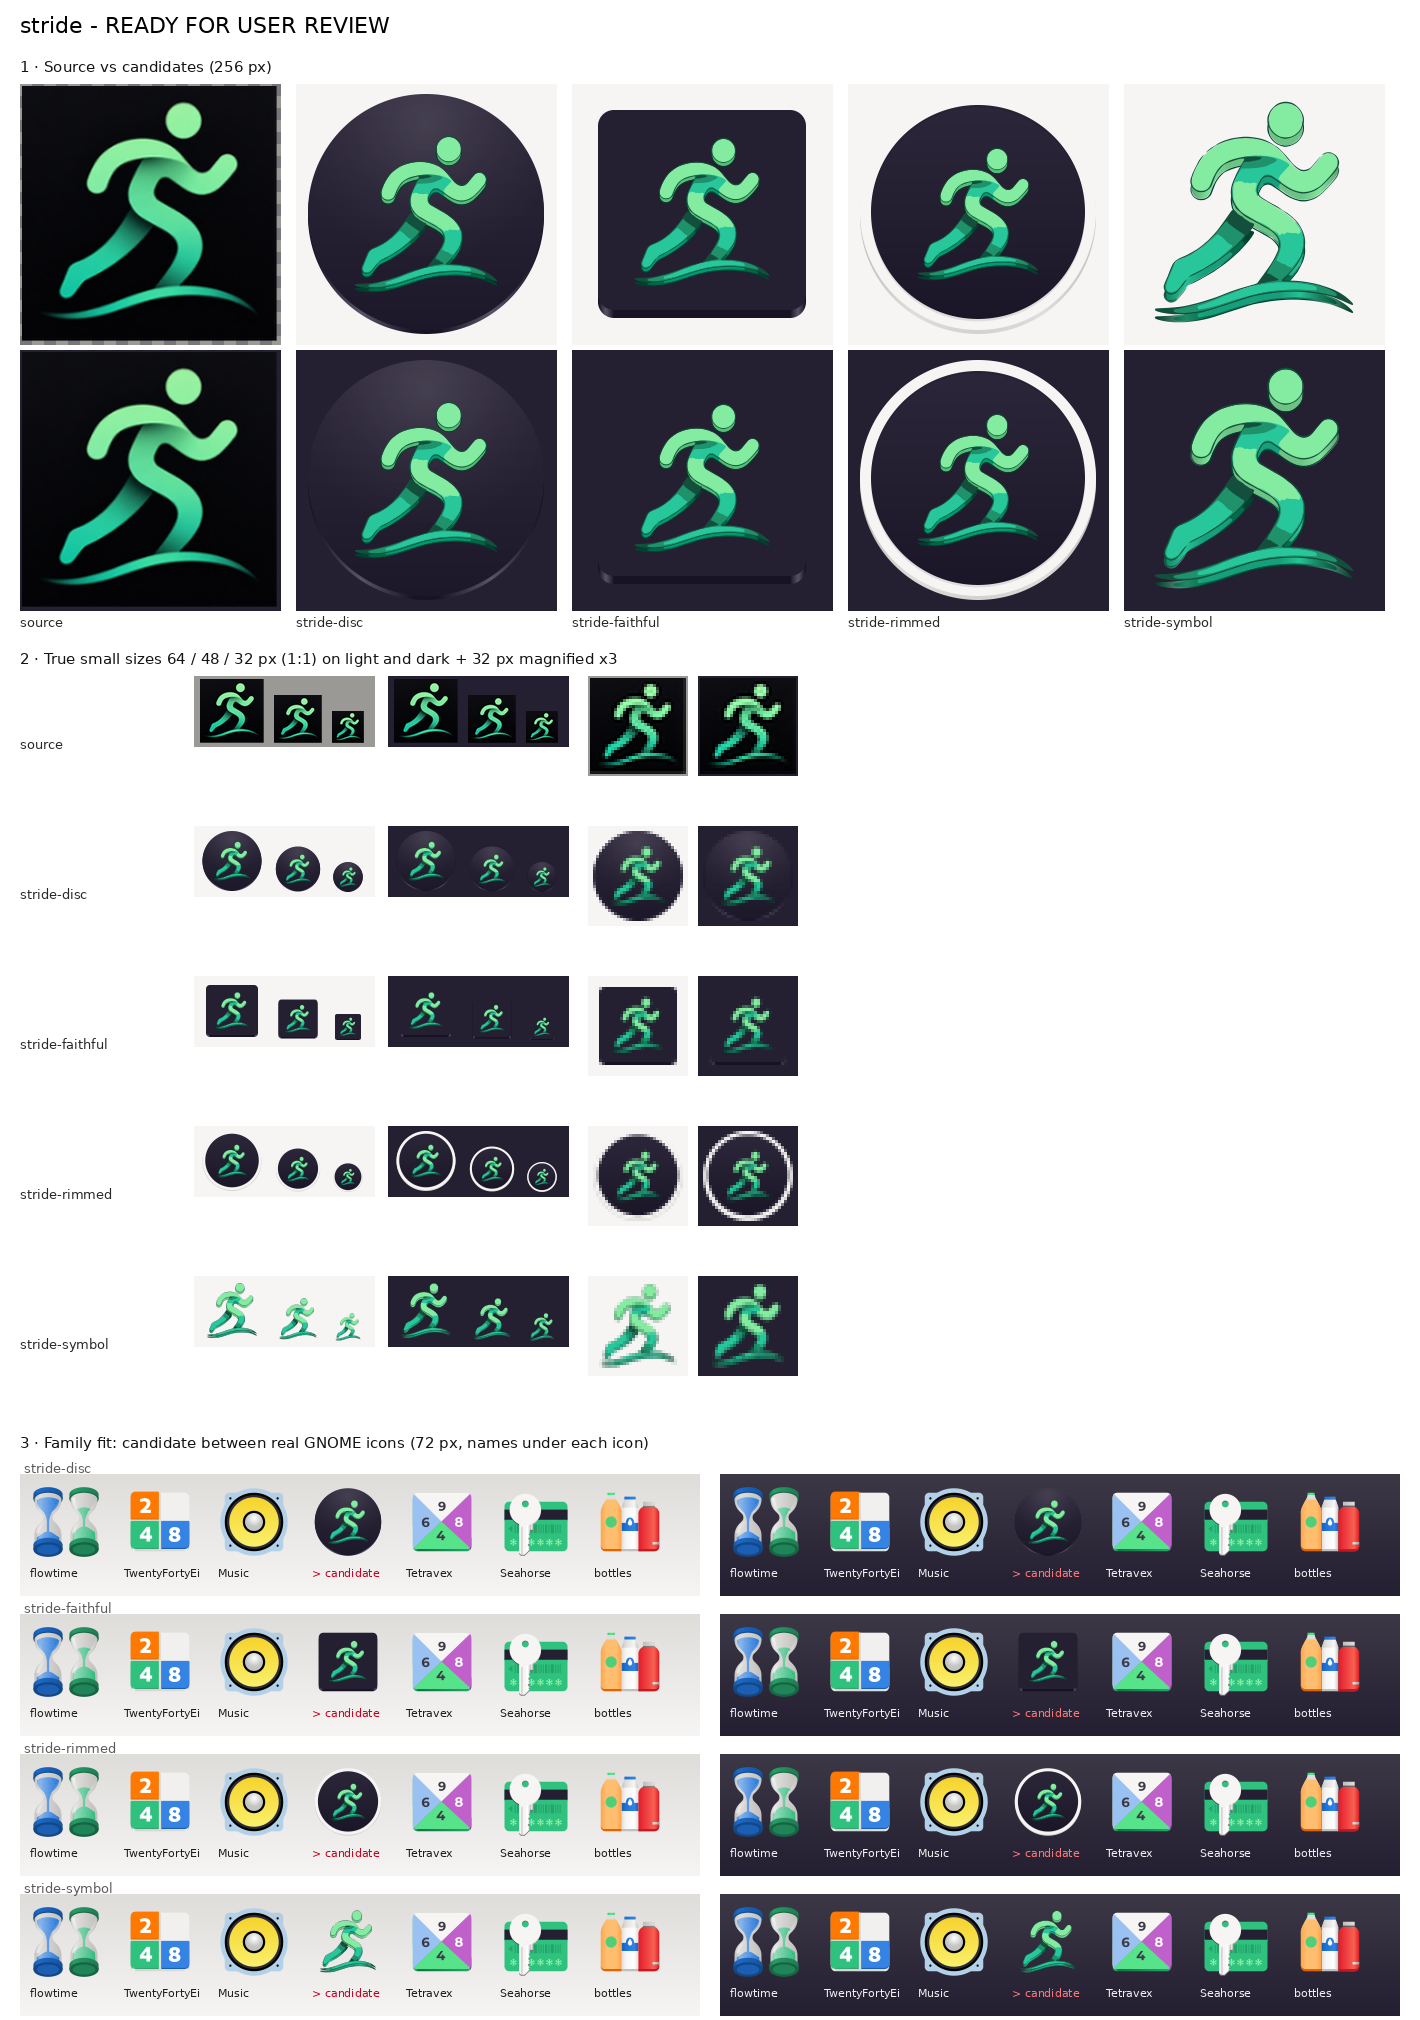 stride - READY FOR USER REVIEW
1 · Source vs candidates (256 px)
source
stride-disc
stride-faithful
stride-rimmed
stride-symbol
2 · True small sizes 64 / 48 / 32 px (1:1) on light and dark + 32 px magnified x3
source
stride-disc
stride-faithful
stride-rimmed
stride-symbol
3 · Family fit: candidate between real GNOME icons (72 px, names under each icon)
stride-disc
2 4 8 9 6 8 4 0
2 4 8 9 6 8 4 0
flowtime TwentyFortyEi Music > candidate Tetravex Seahorse bottles
flowtime TwentyFortyEi Music > candidate Tetravex Seahorse bottles
stride-faithful
2 4 8 9 6 8 4 0
2 4 8 9 6 8 4 0
flowtime TwentyFortyEi Music > candidate Tetravex Seahorse bottles
flowtime TwentyFortyEi Music > candidate Tetravex Seahorse bottles
stride-rimmed
2 4 8 9 6 8 4 0
2 4 8 9 6 8 4 0
flowtime TwentyFortyEi Music > candidate Tetravex Seahorse bottles
flowtime TwentyFortyEi Music > candidate Tetravex Seahorse bottles
stride-symbol
2 4 8 9 6 8 4 0
2 4 8 9 6 8 4 0
flowtime TwentyFortyEi Music > candidate Tetravex Seahorse bottles
flowtime TwentyFortyEi Music > candidate Tetravex Seahorse bottles